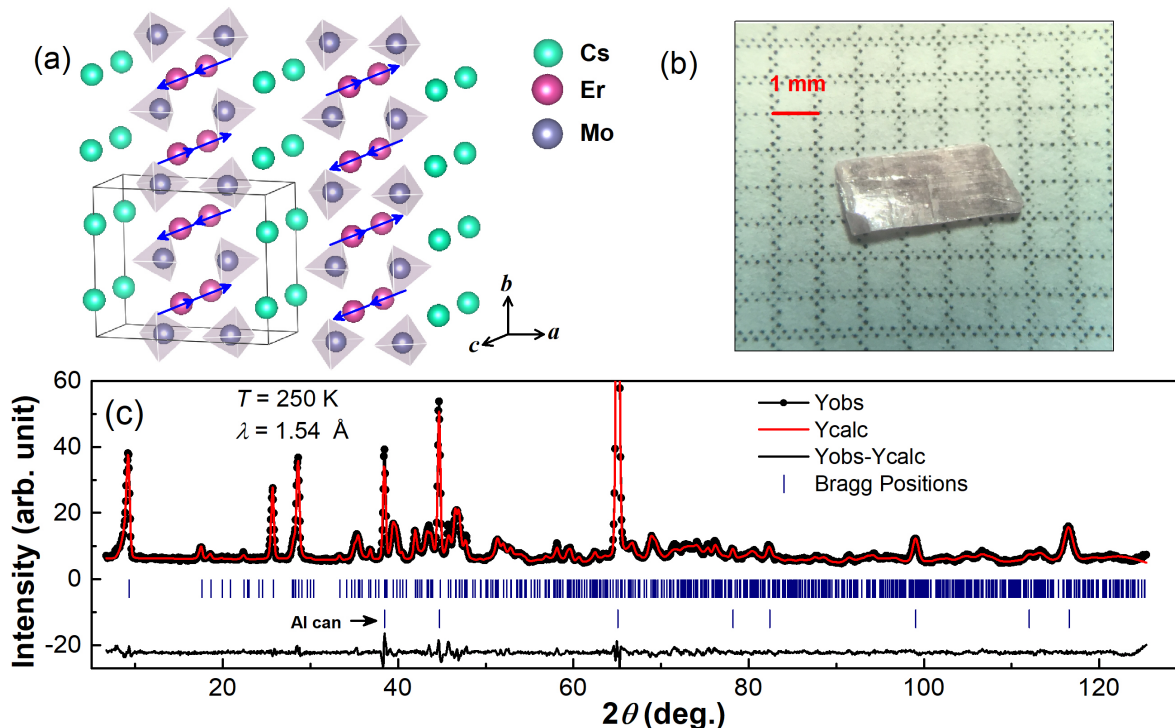 (a)
Cs
Er
Mo
b
a
c
(b)
1 mm
(c)
T = 250 K
λ = 1.54 Å
Yobs
Ycalc
Yobs-Ycalc
Bragg Positions
Al can
Intensity (arb. unit)
60
40
20
0
-20
20
40
60
80
100
120
2θ (deg.)